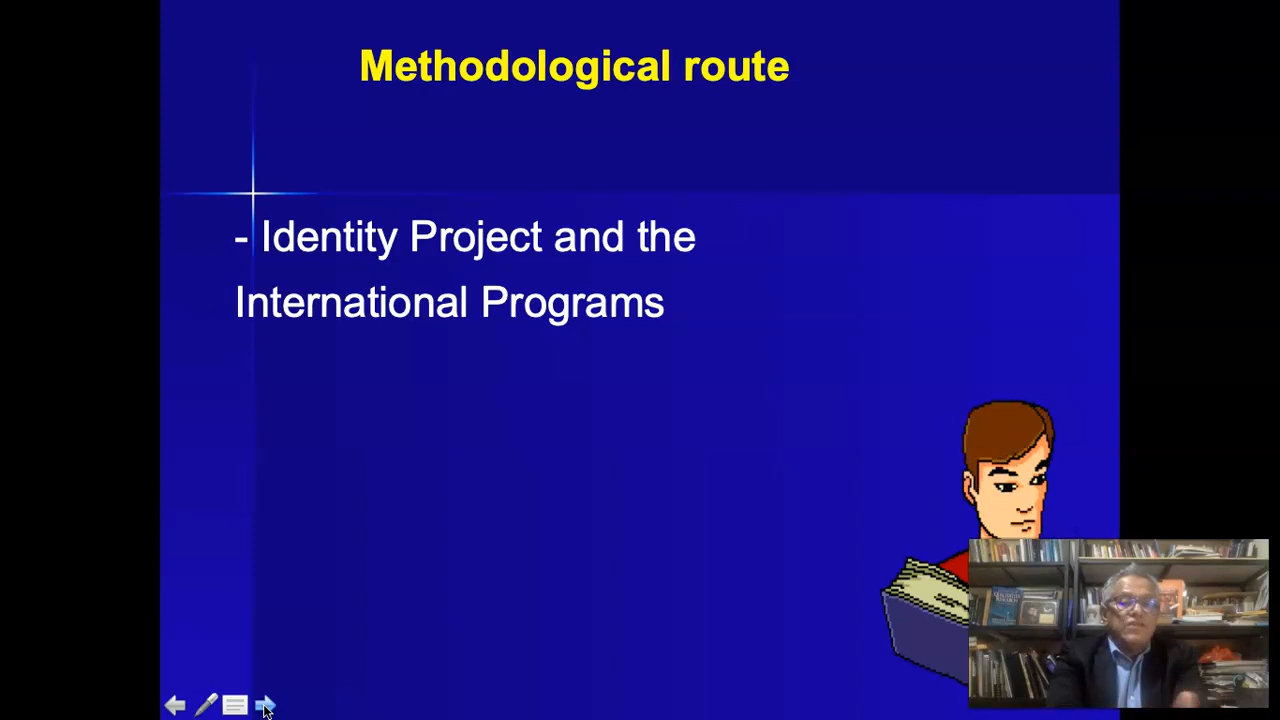 Methodological route
- Identity Project and the
International Programs